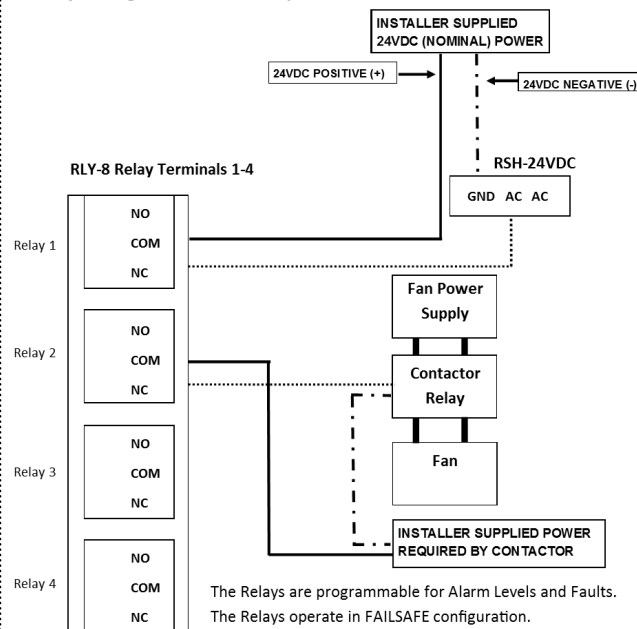 INSTALLER SUPPLIED
24VDC (NOMINAL) POWER
24VDC POSITIVE (+)
24VDC NEGATIVE (-)
RLY-8 Relay Terminals 1-4
RSH-24VDC
GND AC AC
Relay 1
NO
COM
NC
Fan Power
Supply
Relay 2
NO
COM
NC
Contactor
Relay
Fan
Relay 3
NO
COM
NC
INSTALLER SUPPLIED POWER
REQUIRED BY CONTACTOR
Relay 4
NO
COM
NC
The Relays are programmable for Alarm Levels and Faults.
The Relays operate in FAILSAFE configuration.